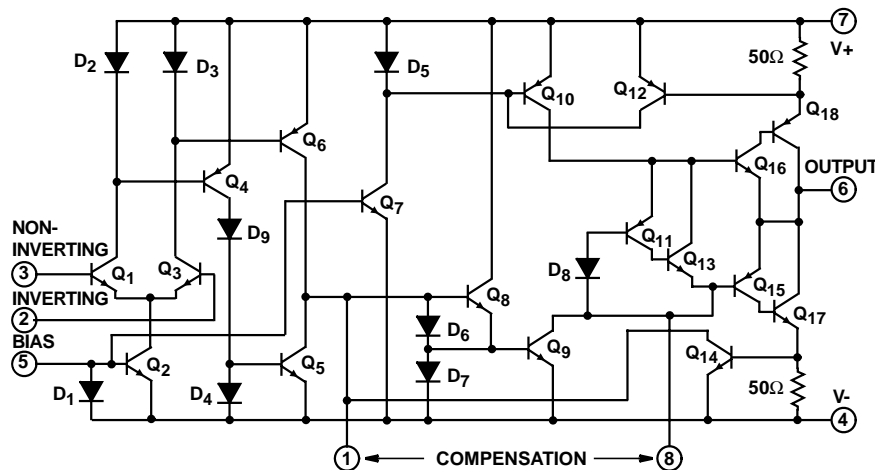 7
V+
50Ω
D2
D3
D5
Q10
Q12
Q18
Q6
Q16
OUTPUT
6
Q4
Q7
D9
NON-
INVERTING
3
Q1
Q3
Q11
Q13
D8
INVERTING
2
Q8
Q15
Q17
BIAS
5
D6
Q2
Q5
Q9
Q14
D1
D4
D7
50Ω
V-
4
1
COMPENSATION
8